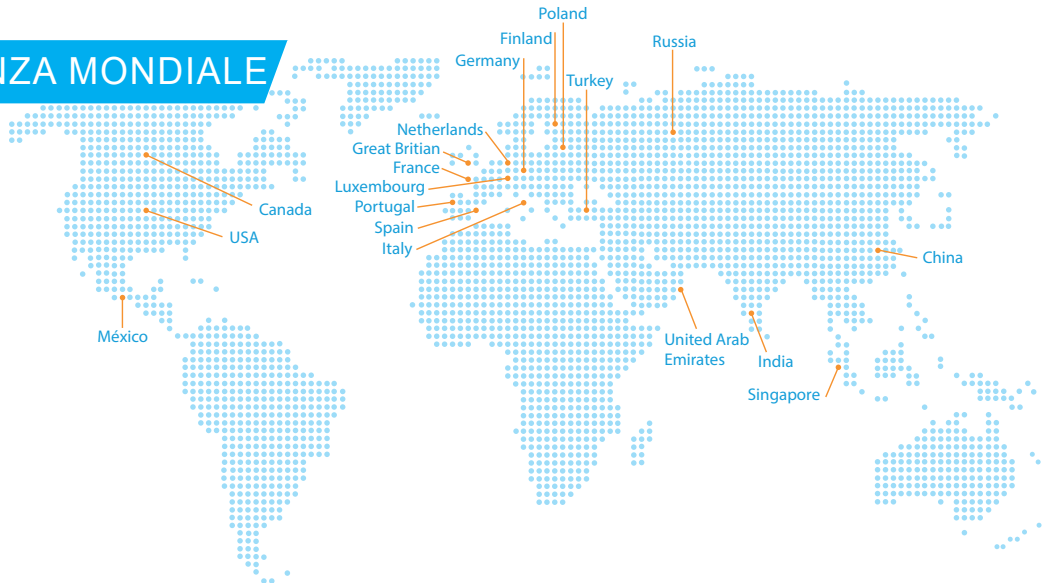 NZA MONDIALE
Poland
Finland
Russia
Germany
Turkey
Netherlands
Great Britian
France
Luxembourg
Portugal
Spain
Italy
Canada
USA
China
México
United Arab
Emirates
India
Singapore